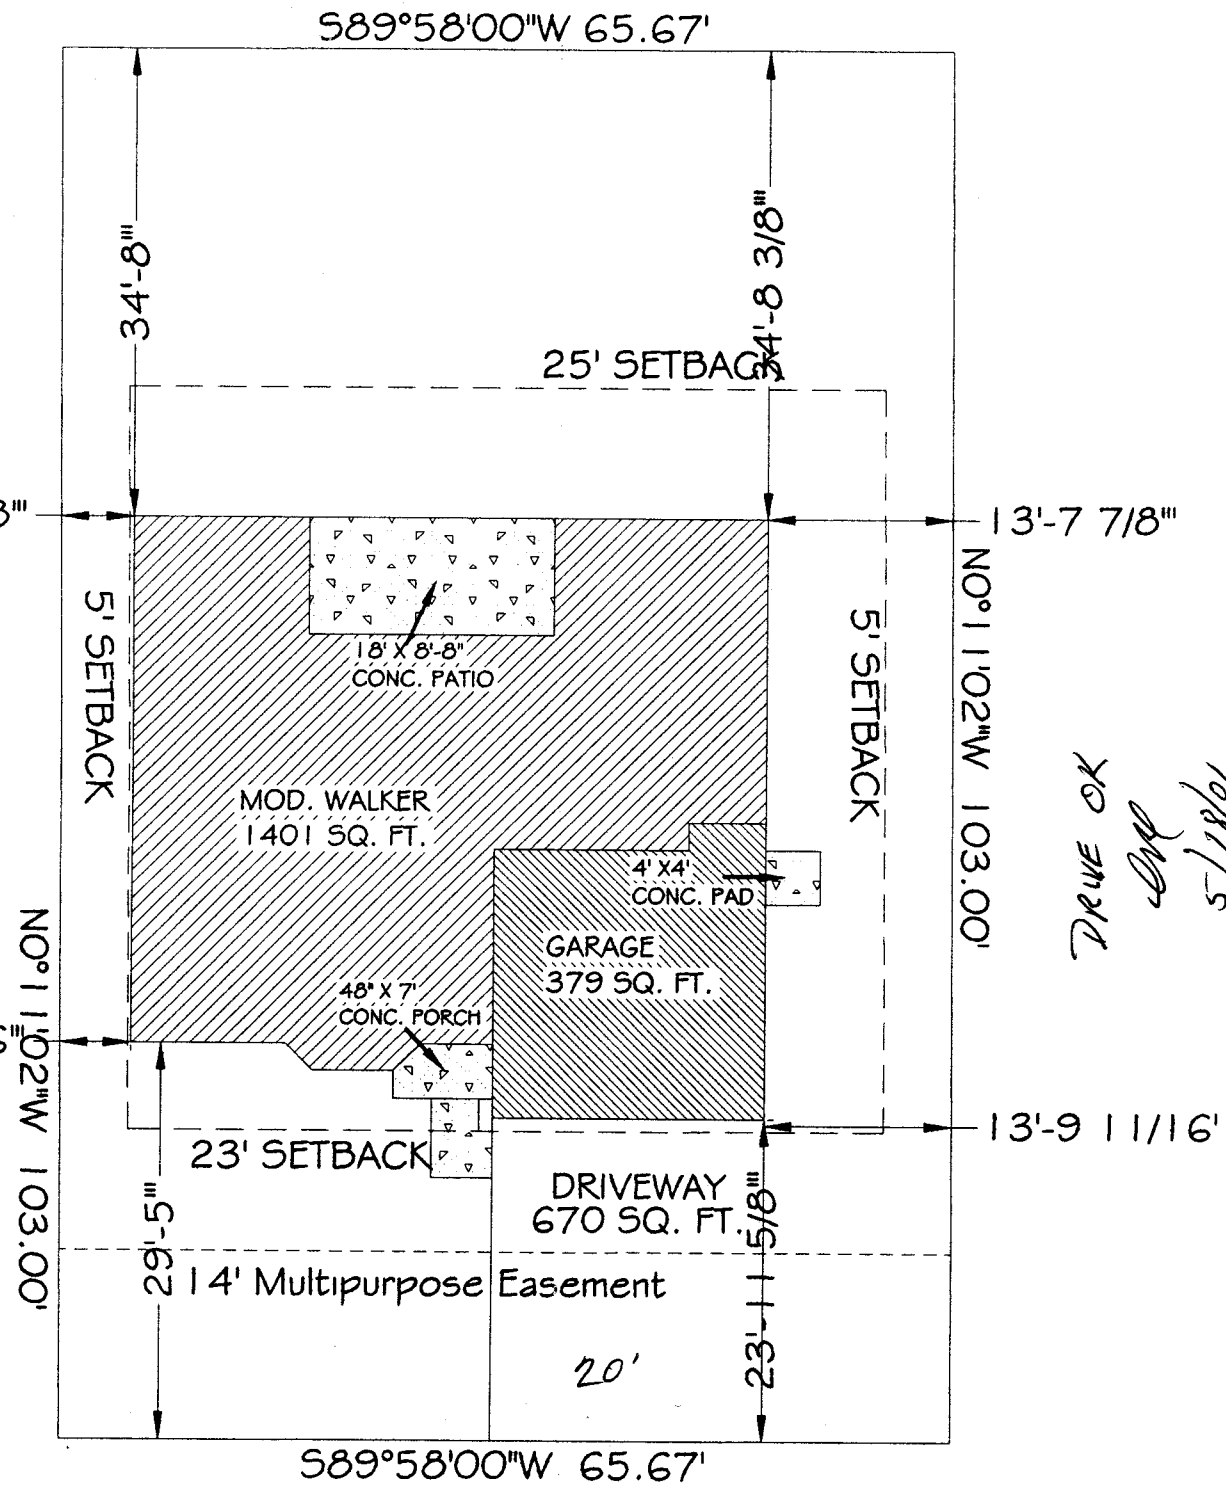 S89°58'00"W 65.67'
34'-8"'
34'-8 3/8"'
25' SETBACK
13'-7 7/8"'
5' SETBACK
18' X 8'-8"
CONC. PATIO
5' SETBACK
N0°11'02"W 103.00'
MOD. WALKER
1401 SQ. FT.
DRIVE OK
5/18/01
4' X4'
CONC. PAD
GARAGE
379 SQ. FT.
48" X 7'
CONC. PORCH
N0°11'02"W 103.00'
13'-9 11/16'
23' SETBACK
DRIVEWAY
670 SQ. FT.
29'-5"'
23'-11 5/8"'
14' Multipurpose Easement
20'
S89°58'00"W 65.67'